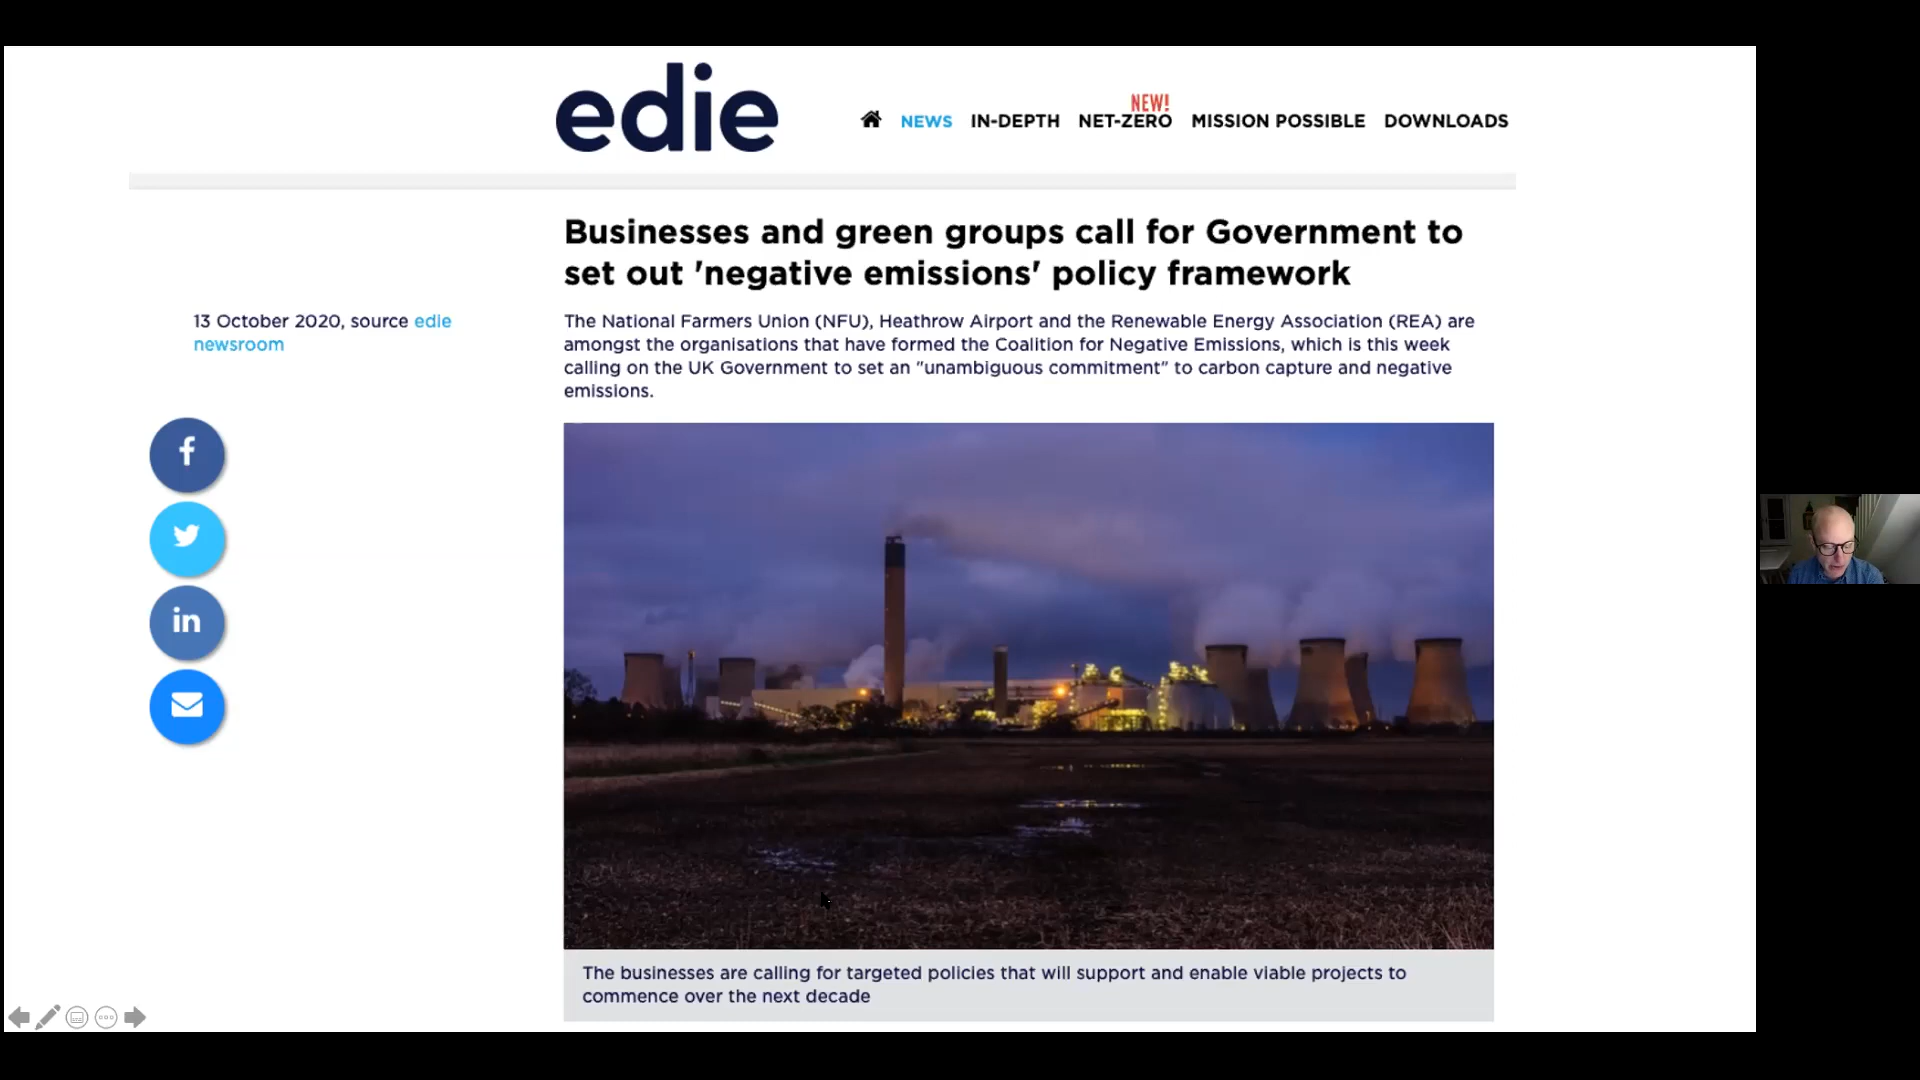 edie
NEWS IN-DEPTH NET-ZERO MISSION POSSIBLE DOWNLOADS
NEW!
Businesses and green groups call for Government to
set out 'negative emissions' policy framework
13 October 2020, source edie
newsroom
The National Farmers Union (NFU), Heathrow Airport and the Renewable Energy Association (REA) are
amongst the organisations that have formed the Coalition for Negative Emissions, which is this week
calling on the UK Government to set an "unambiguous commitment" to carbon capture and negative
emissions.
f
in
The businesses are calling for targeted policies that will support and enable viable projects to
commence over the next decade